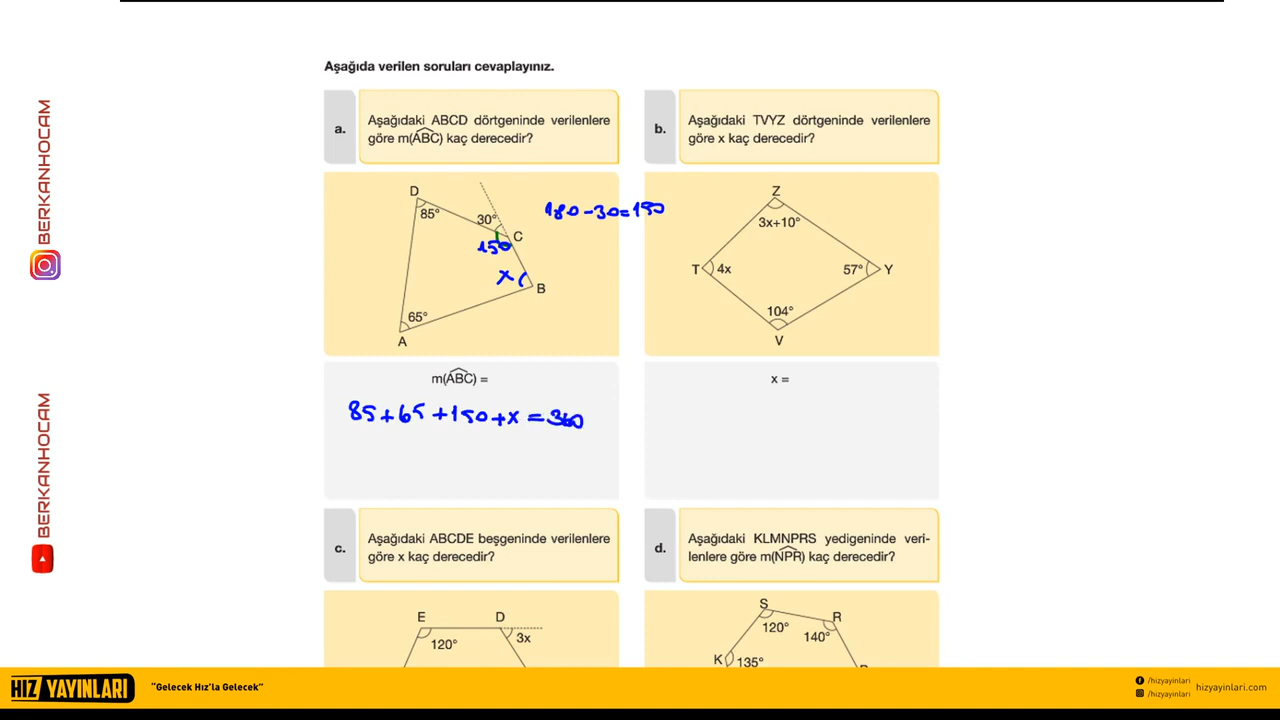 Aşağıda verilen soruları cevaplayınız.
a.
Aşağıdaki ABCD dörtgeninde verilenlere
göre m(ABC) kaç derecedir?
b.
Aşağıdaki TVYZ dörtgeninde verilenlere
göre x kaç derecedir?
D
85°
30°
C
150
x
B
65°
A
180-30=150
Z
3x+10°
T
4x
57°
Y
104°
V
m(ABC) =
85+65+150+x=360
x =
c.
Aşağıdaki ABCDE beşgeninde verilenlere
göre x kaç derecedir?
d.
Aşağıdaki KLMNPRS yedigeninde veri-
lenlere göre m(NPR) kaç derecedir?
E
D
120°
3x
S
R
120°
140°
K
135°
BERKANHOCAM
BERKANHOCAM
HIZ YAYINLARI
"Gelecek Hız'la Gelecek"
/hizyayinlari
/hizyayinlari
hizyayinlari.com